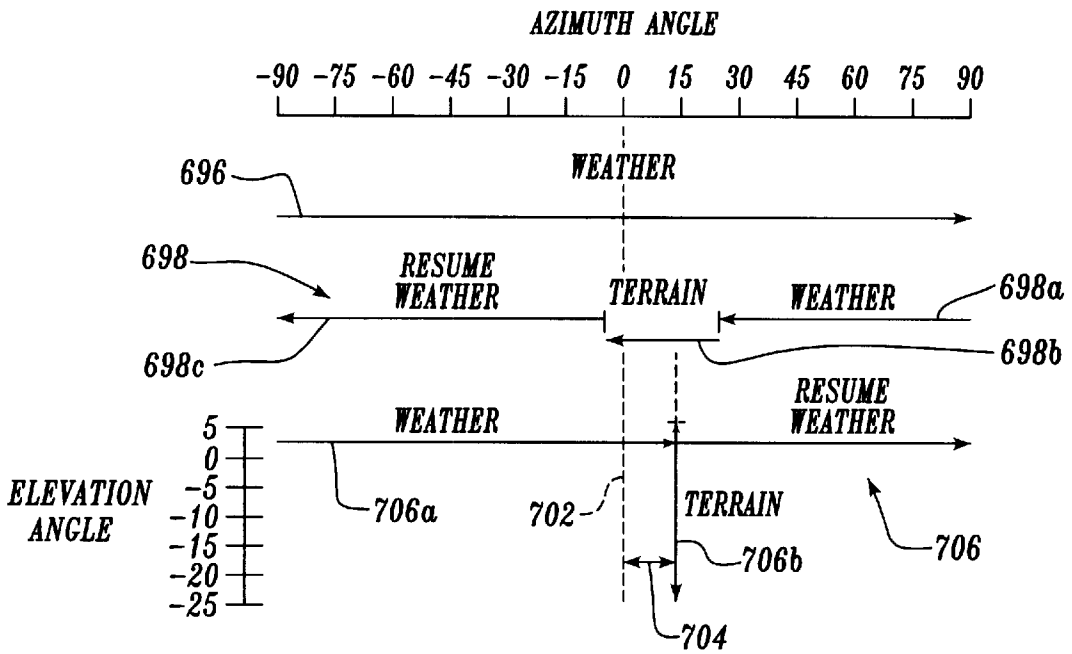 AZIMUTH ANGLE
-90 -75 -60 -45 -30 -15 0 15 30 45 60 75 90
WEATHER
696
698
RESUME
WEATHER
TERRAIN
WEATHER
698a
698c
698b
WEATHER
RESUME
WEATHER
ELEVATION
ANGLE
5
0
-5
-10
-15
-20
-25
706a
702
TERRAIN
706b
706
704